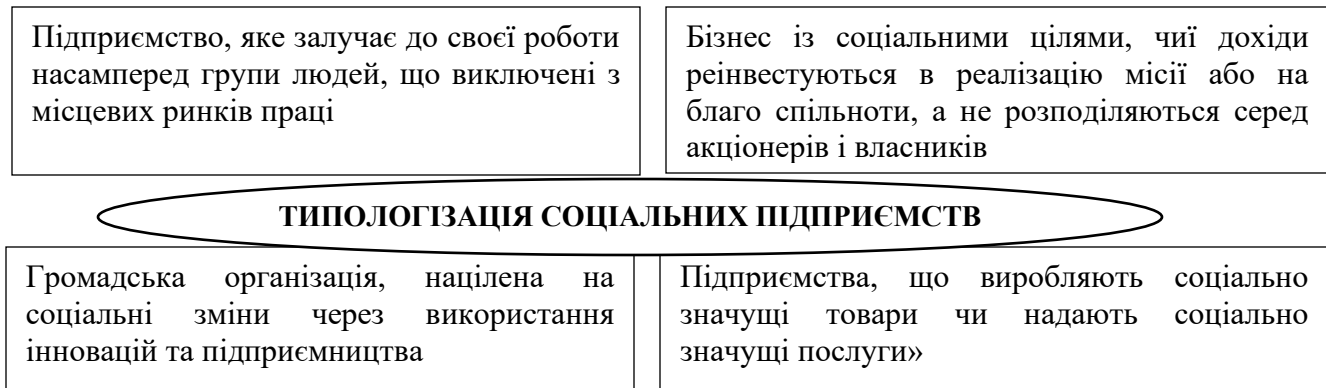 Підприємство, яке залучає до своєї роботи
насамперед групи людей, що виключені з
місцевих ринків праці
Бізнес із соціальними цілями, чиї дохіди
реінвестуються в реалізацію місії або на
благо спільноти, а не розподіляються серед
акціонерів і власників
ТИПОЛОГІЗАЦІЯ СОЦІАЛЬНИХ ПІДПРИЄМСТВ
Громадська організація, націлена на
соціальні зміни через використання
інновацій та підприємництва
Підприємства, що виробляють соціально
значущі товари чи надають соціально
значущі послуги»